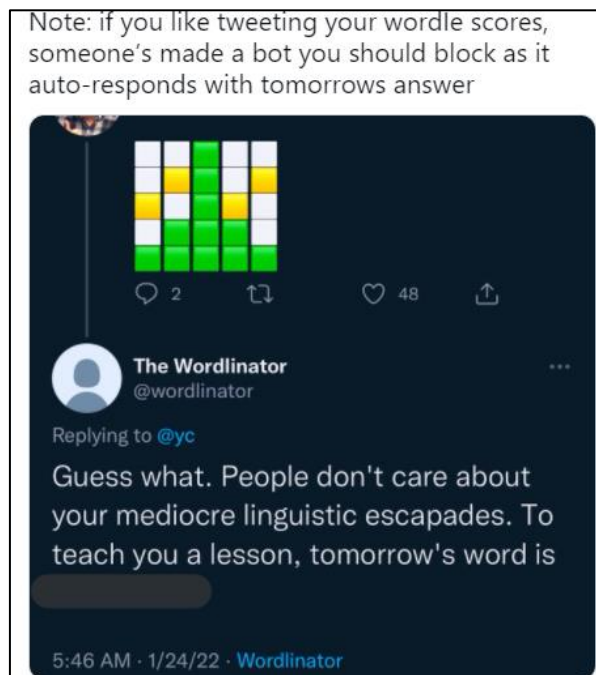 Note: if you like tweeting your wordle scores,
someone's made a bot you should block as it
auto-responds with tomorrows answer
2
48
The Wordlinator
@wordlinator
Replying to @yc
Guess what. People don't care about
your mediocre linguistic escapades. To
teach you a lesson, tomorrow's word is
5:46 AM · 1/24/22 · Wordlinator